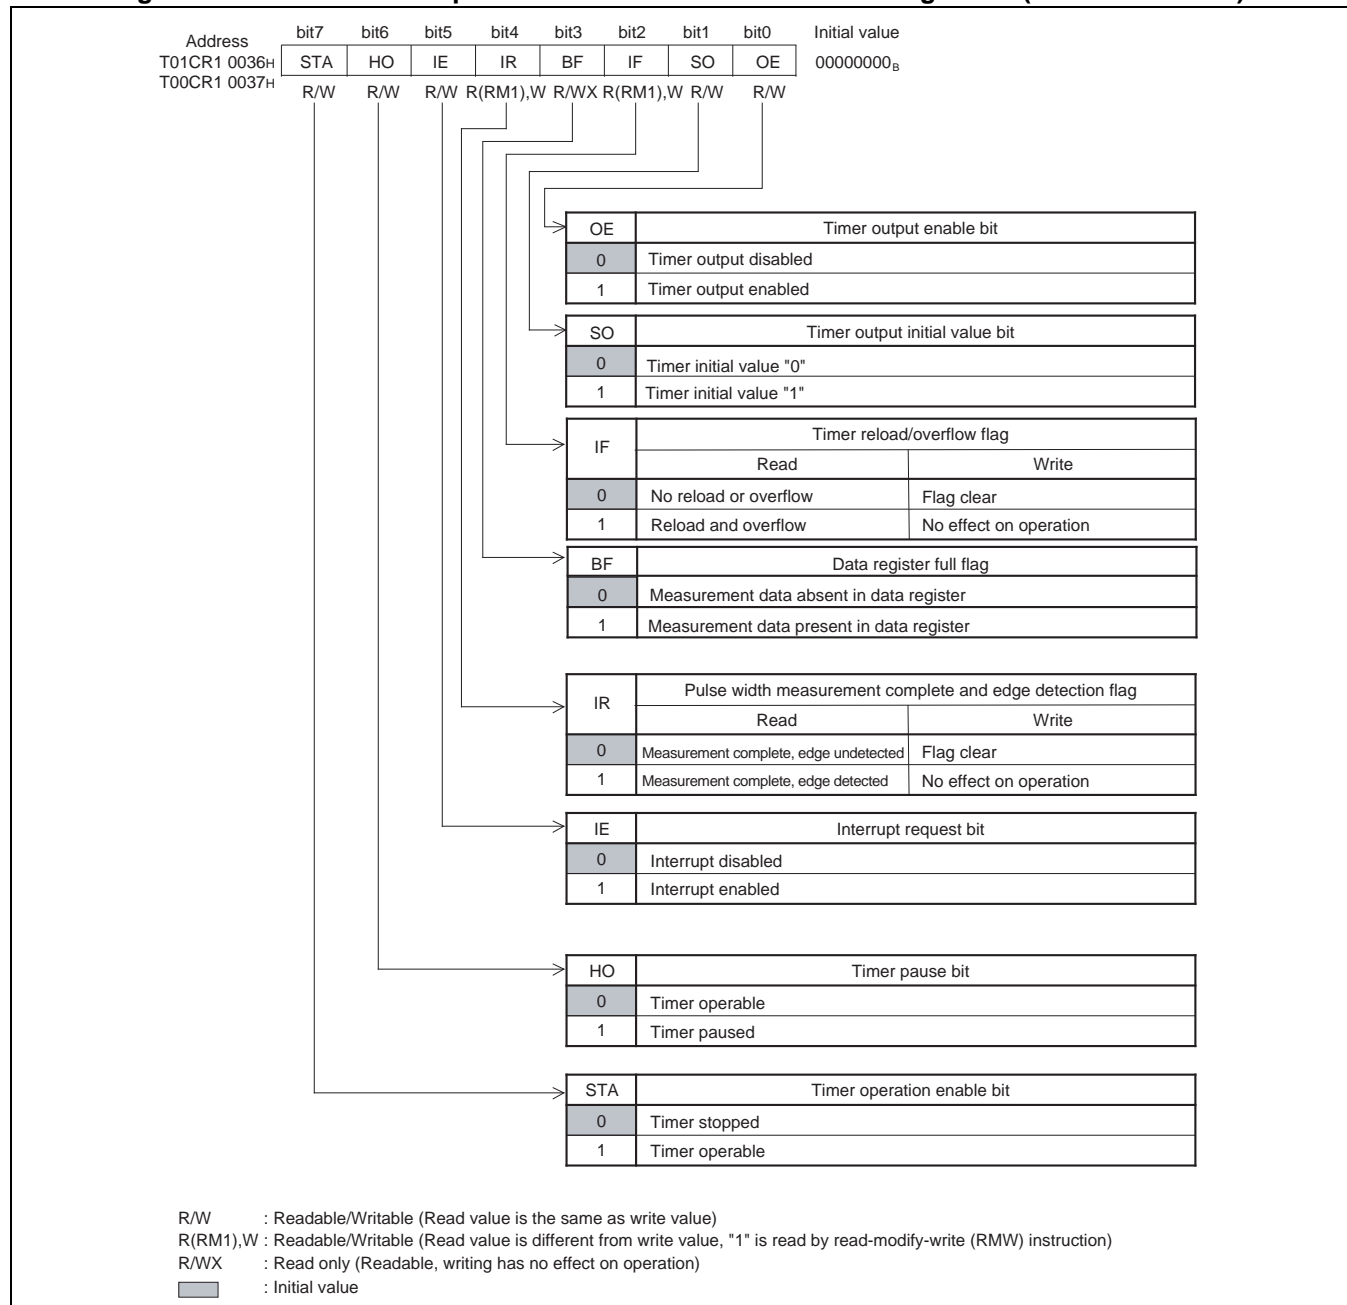 bit7 bit6 bit5 bit4 bit3 bit2 bit1 bit0 Initial value
Address
T01CR1 0036H STA HO IE IR BF IF SO OE 00000000B
T00CR1 0037H
R/W R/W R/W R(RM1),W R/WX R(RM1),W R/W R/W
OE Timer output enable bit
0 Timer output disabled
1 Timer output enabled
SO Timer output initial value bit
0 Timer initial value "0"
1 Timer initial value "1"
IF Timer reload/overflow flag
Read Write
0 No reload or overflow Flag clear
1 Reload and overflow No effect on operation
BF Data register full flag
0 Measurement data absent in data register
1 Measurement data present in data register
IR Pulse width measurement complete and edge detection flag
Read Write
0 Measurement complete, edge undetected Flag clear
1 Measurement complete, edge detected No effect on operation
IE Interrupt request bit
0 Interrupt disabled
1 Interrupt enabled
HO Timer pause bit
0 Timer operable
1 Timer paused
STA Timer operation enable bit
0 Timer stopped
1 Timer operable
R/W : Readable/Writable (Read value is the same as write value)
R(RM1),W : Readable/Writable (Read value is different from write value, "1" is read by read-modify-write (RMW) instruction)
R/WX : Read only (Readable, writing has no effect on operation)
: Initial value